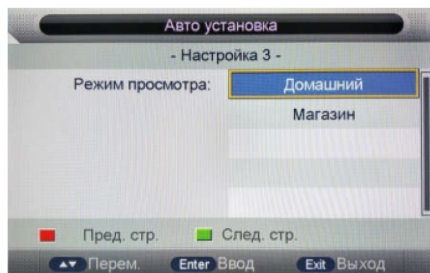 Авто установка
- Настройка 3 -
Режим просмотра: Домашний
Магазин
Пред. стр. След. стр.
Перем. Enter Ввод Exit Выход